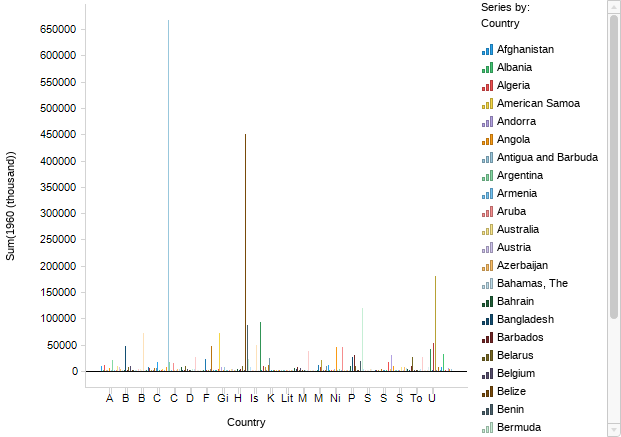 Series by:
Country
Afghanistan
Albania
Algeria
American Samoa
Andorra
Angola
Antigua and Barbuda
Argentina
Armenia
Aruba
Australia
Austria
Azerbaijan
Bahamas, The
Bahrain
Bangladesh
Barbados
Belarus
Belgium
Belize
Benin
Bermuda
Sum(1960 (thousand))
650000
600000
550000
500000
450000
400000
350000
300000
250000
200000
150000
100000
50000
0
A B B C C D F Gi H Is K Lit M M Ni P S S S To U
Country